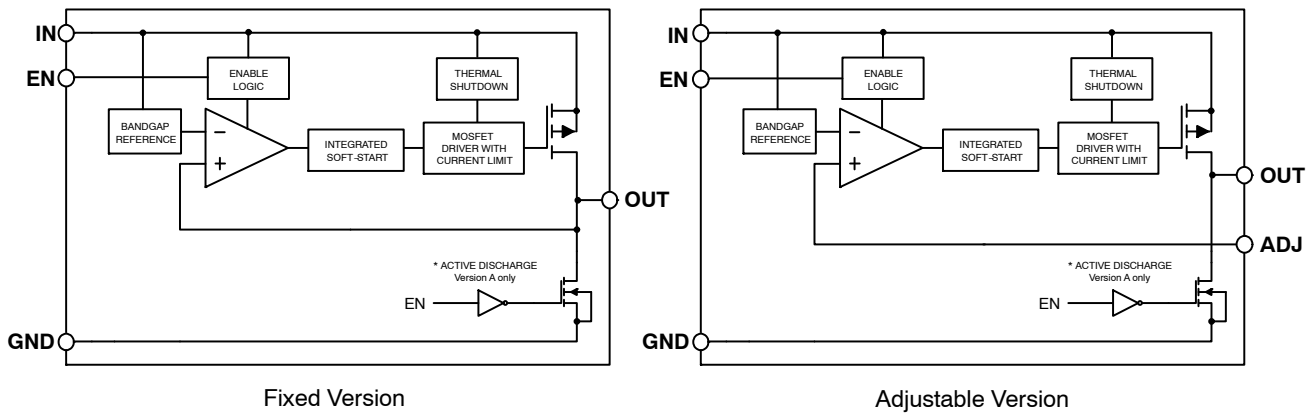 IN
EN
ENABLE
LOGIC
THERMAL
SHUTDOWN
BANDGAP
REFERENCE
−
+
INTEGRATED
SOFT-START
MOSFET
DRIVER WITH
CURRENT LIMIT
OUT
* ACTIVE DISCHARGE
Version A only
EN
GND
Fixed Version
IN
EN
ENABLE
LOGIC
THERMAL
SHUTDOWN
BANDGAP
REFERENCE
−
+
INTEGRATED
SOFT-START
MOSFET
DRIVER WITH
CURRENT LIMIT
OUT
ADJ
* ACTIVE DISCHARGE
Version A only
EN
GND
Adjustable Version